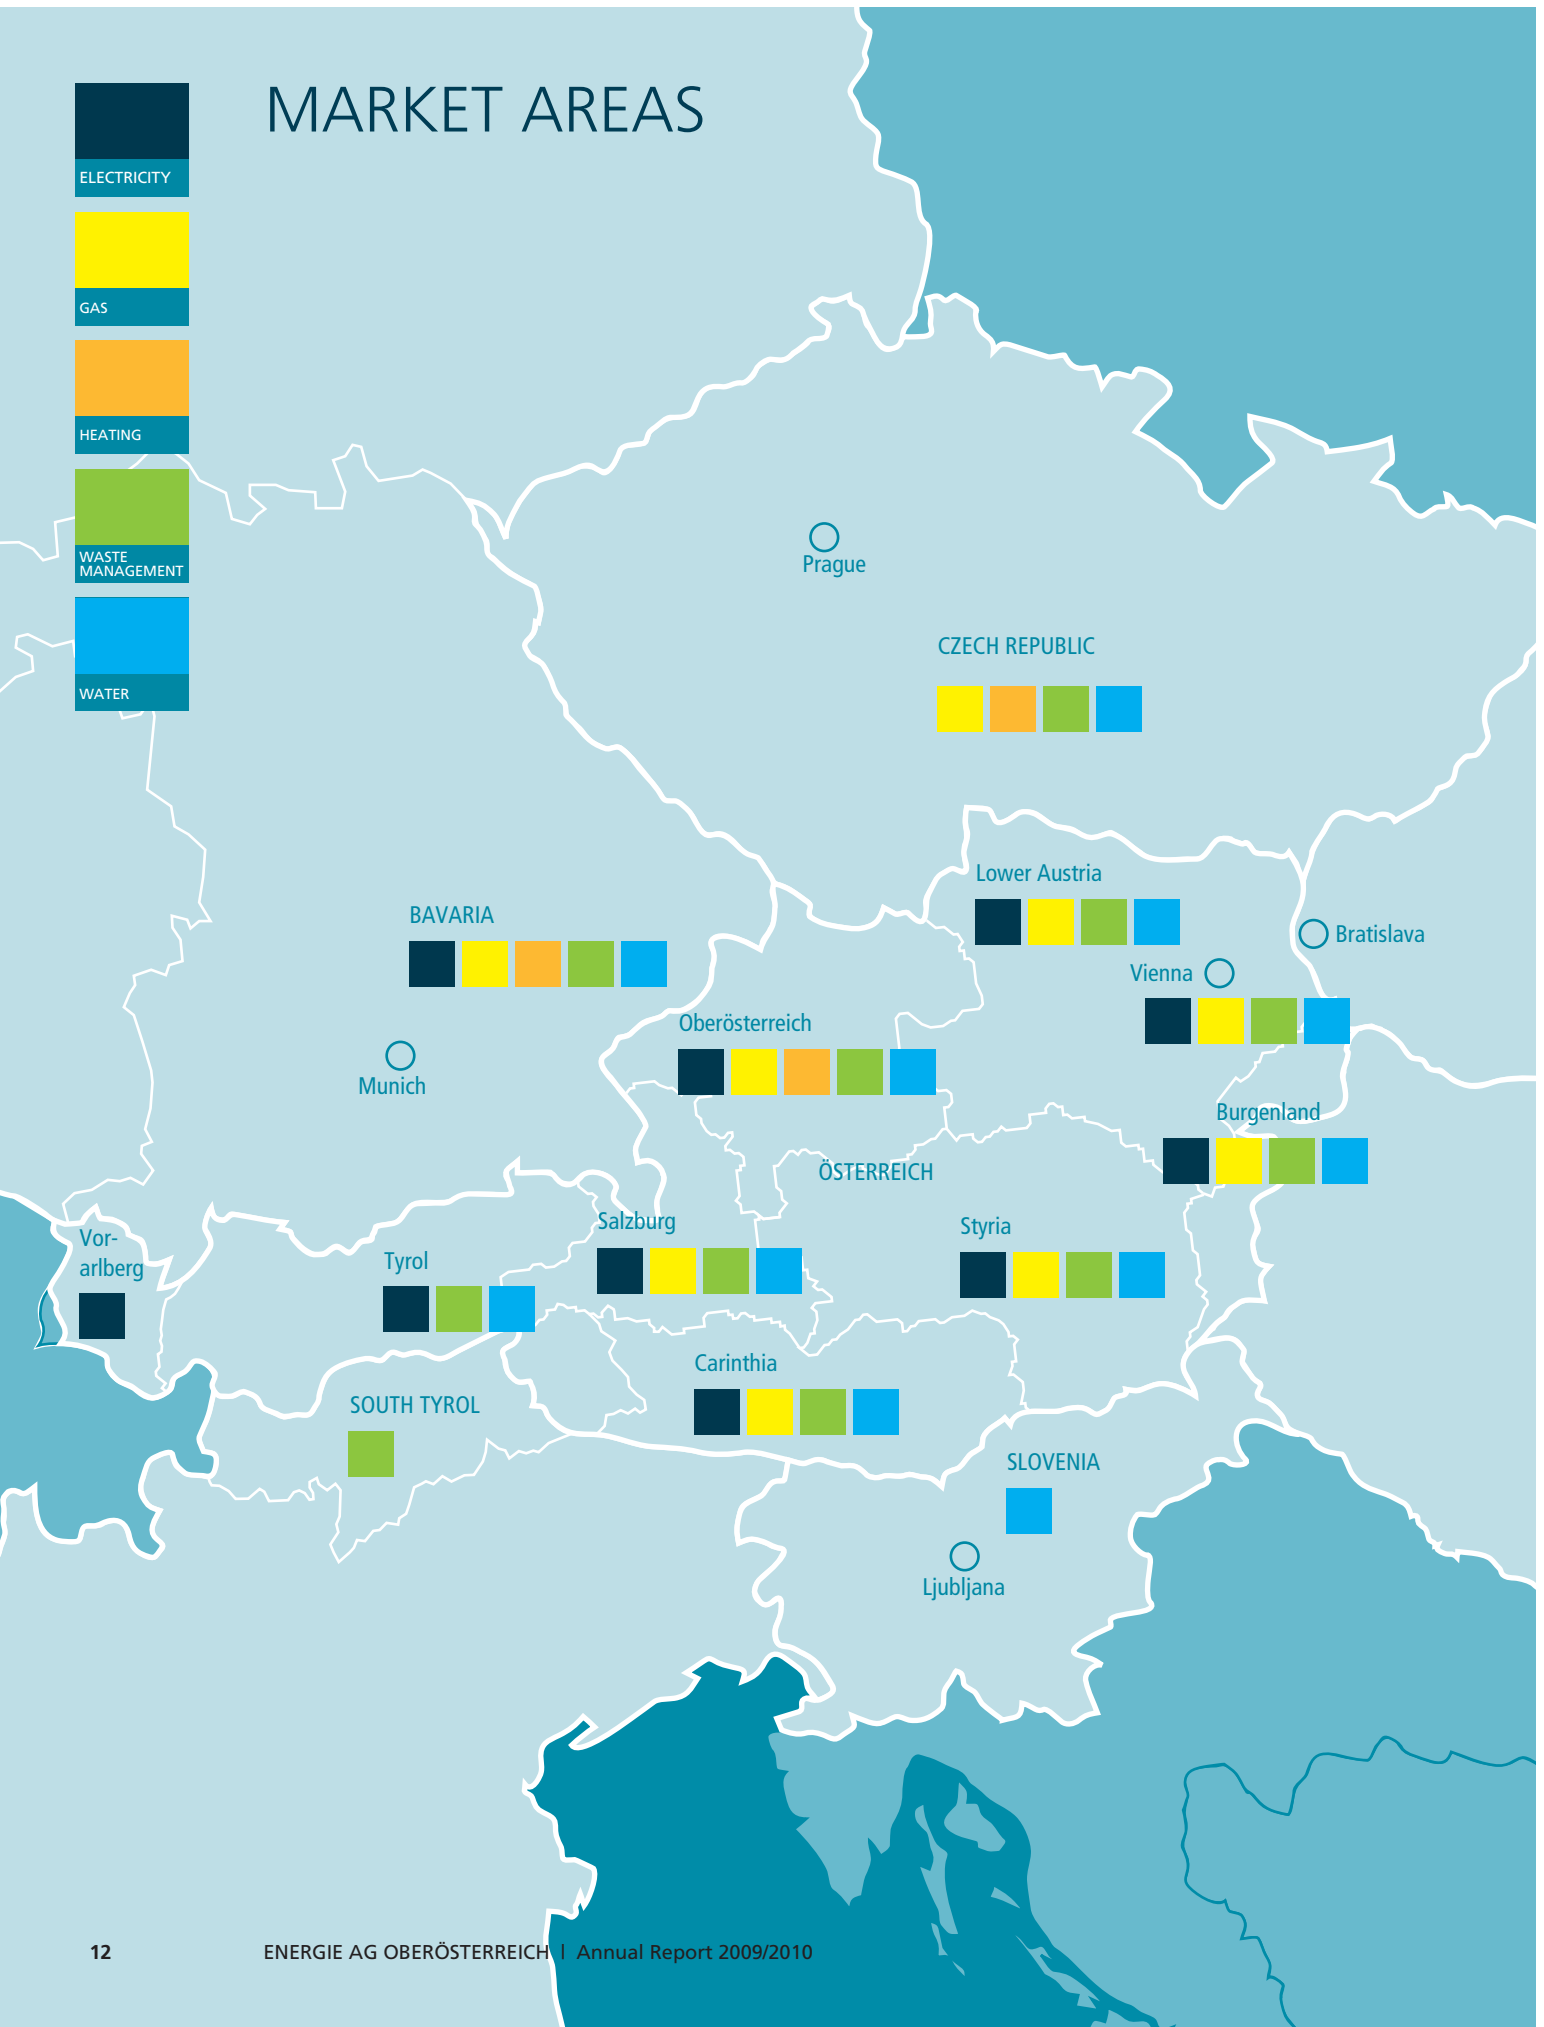 MARKET AREAS
ELECTRICITY
GAS
HEATING
WASTE
MANAGEMENT
WATER
Prague
CZECH REPUBLIC
Lower Austria
BAVARIA
Bratislava
Vienna
Oberösterreich
Munich
Burgenland
ÖSTERREICH
Salzburg
Styria
Vor-
arlberg
Tyrol
Carinthia
SOUTH TYROL
SLOVENIA
Ljubljana
12 ENERGIE AG OBERÖSTERREICH | Annual Report 2009/2010